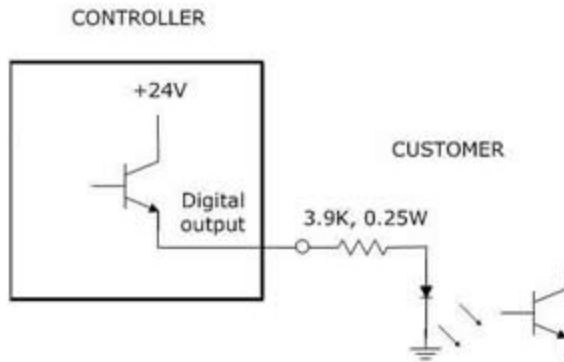 CONTROLLER
+24V
CUSTOMER
Digital
output
3.9K, 0.25W